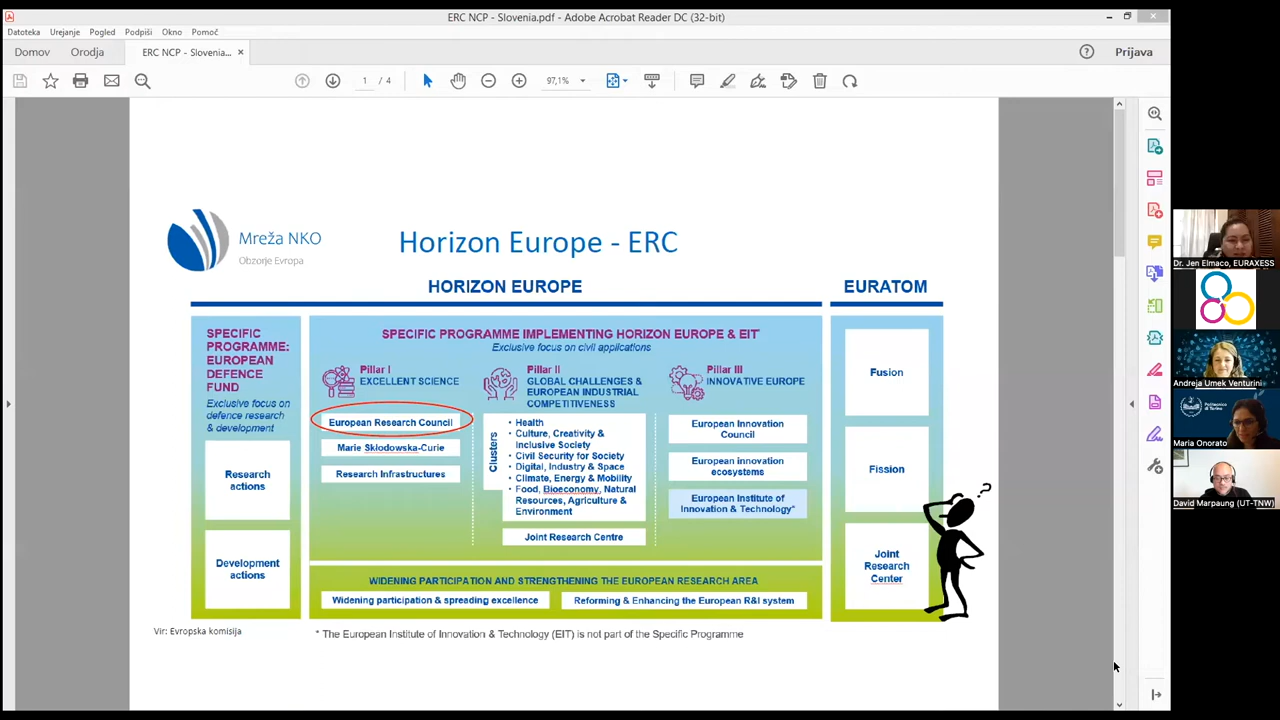 ERC NCP - Slovenia.pdf - Adobe Acrobat Reader DC (32-bit)
Datoteka Urejanje Pogled Podpiši Okno Pomoč
Domov Orodja ERC NCP - Slovenia... × Prijava
1 / 4 97,1%
Mreža NKO
Obzorje Evropa
Horizon Europe - ERC
HORIZON EUROPE
EURATOM
SPECIFIC
PROGRAMME:
EUROPEAN
DEFENCE
FUND
Exclusive focus on
defence research
& development
Research
actions
Development
actions
SPECIFIC PROGRAMME IMPLEMENTING HORIZON EUROPE & EIT*
Exclusive focus on civil applications
Pillar I
EXCELLENT SCIENCE
European Research Council
Marie Skłodowska-Curie
Research Infrastructures
Pillar II
GLOBAL CHALLENGES &
EUROPEAN INDUSTRIAL
COMPETITIVENESS
Clusters
• Health
• Culture, Creativity &
Inclusive Society
• Civil Security for Society
• Digital, Industry & Space
• Climate, Energy & Mobility
• Food, Bioeconomy, Natural
Resources, Agriculture &
Environment
Joint Research Centre
Pillar III
INNOVATIVE EUROPE
European Innovation
Council
European innovation
ecosystems
European Institute of
Innovation & Technology*
WIDENING PARTICIPATION AND STRENGTHENING THE EUROPEAN RESEARCH AREA
Widening participation & spreading excellence
Reforming & Enhancing the European R&I system
Fusion
Fission
Joint
Research
Center
?
Vir: Evropska komisija
* The European Institute of Innovation & Technology (EIT) is not part of the Specific Programme
Dr. Jen Elmaco, EURAXESS
Andreja Umek Venturini
Politecnico
di Torino
Maria Onorato
David Marpaung (UT-TNW)